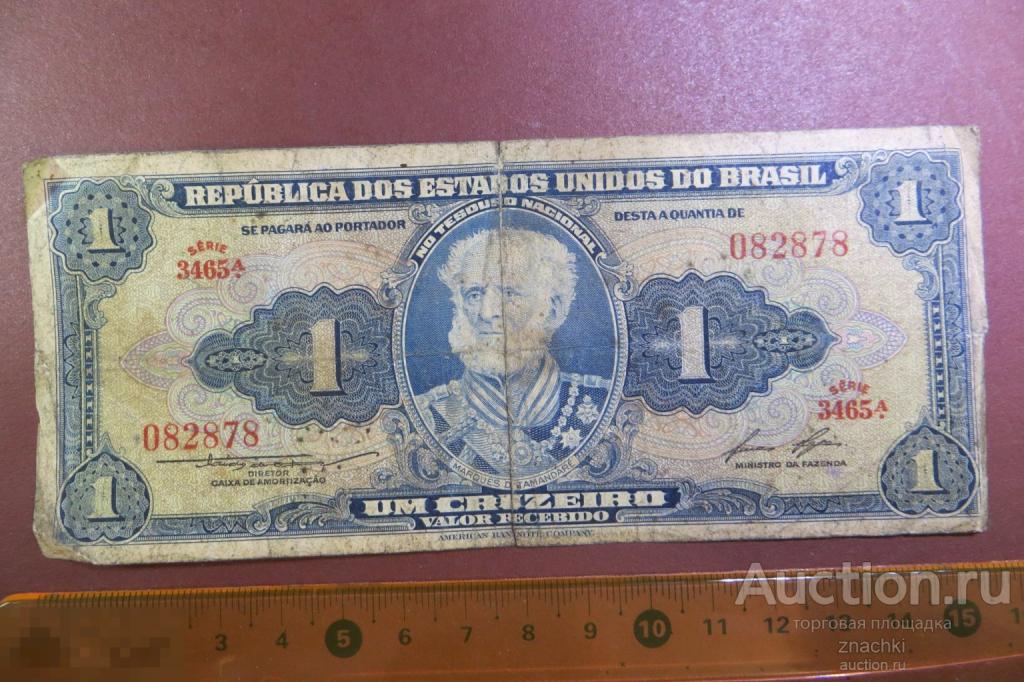 REPÚBLICA DOS ESTADOS UNIDOS DO BRASIL
1
1
SE PAGARÁ AO PORTADOR
NO TESOURO NACIONAL
DESTA A QUANTIA DE
SÉRIE
3465A
082878
1
1
SÉRIE
3465A
082878
DIRETOR
CAIXA DE AMORTIZAÇÃO
MINISTRO DA FAZENDA
MARQUÊS DE TAMANDARÉ
1
1
UM CRUZEIRO
VALOR RECEBIDO
AMERICAN BANK NOTE COMPANY
Auction.ru
торговая площадка
znachki
auction.ru
3 4 5 6 7 8 9 10 11 12 13 14 15